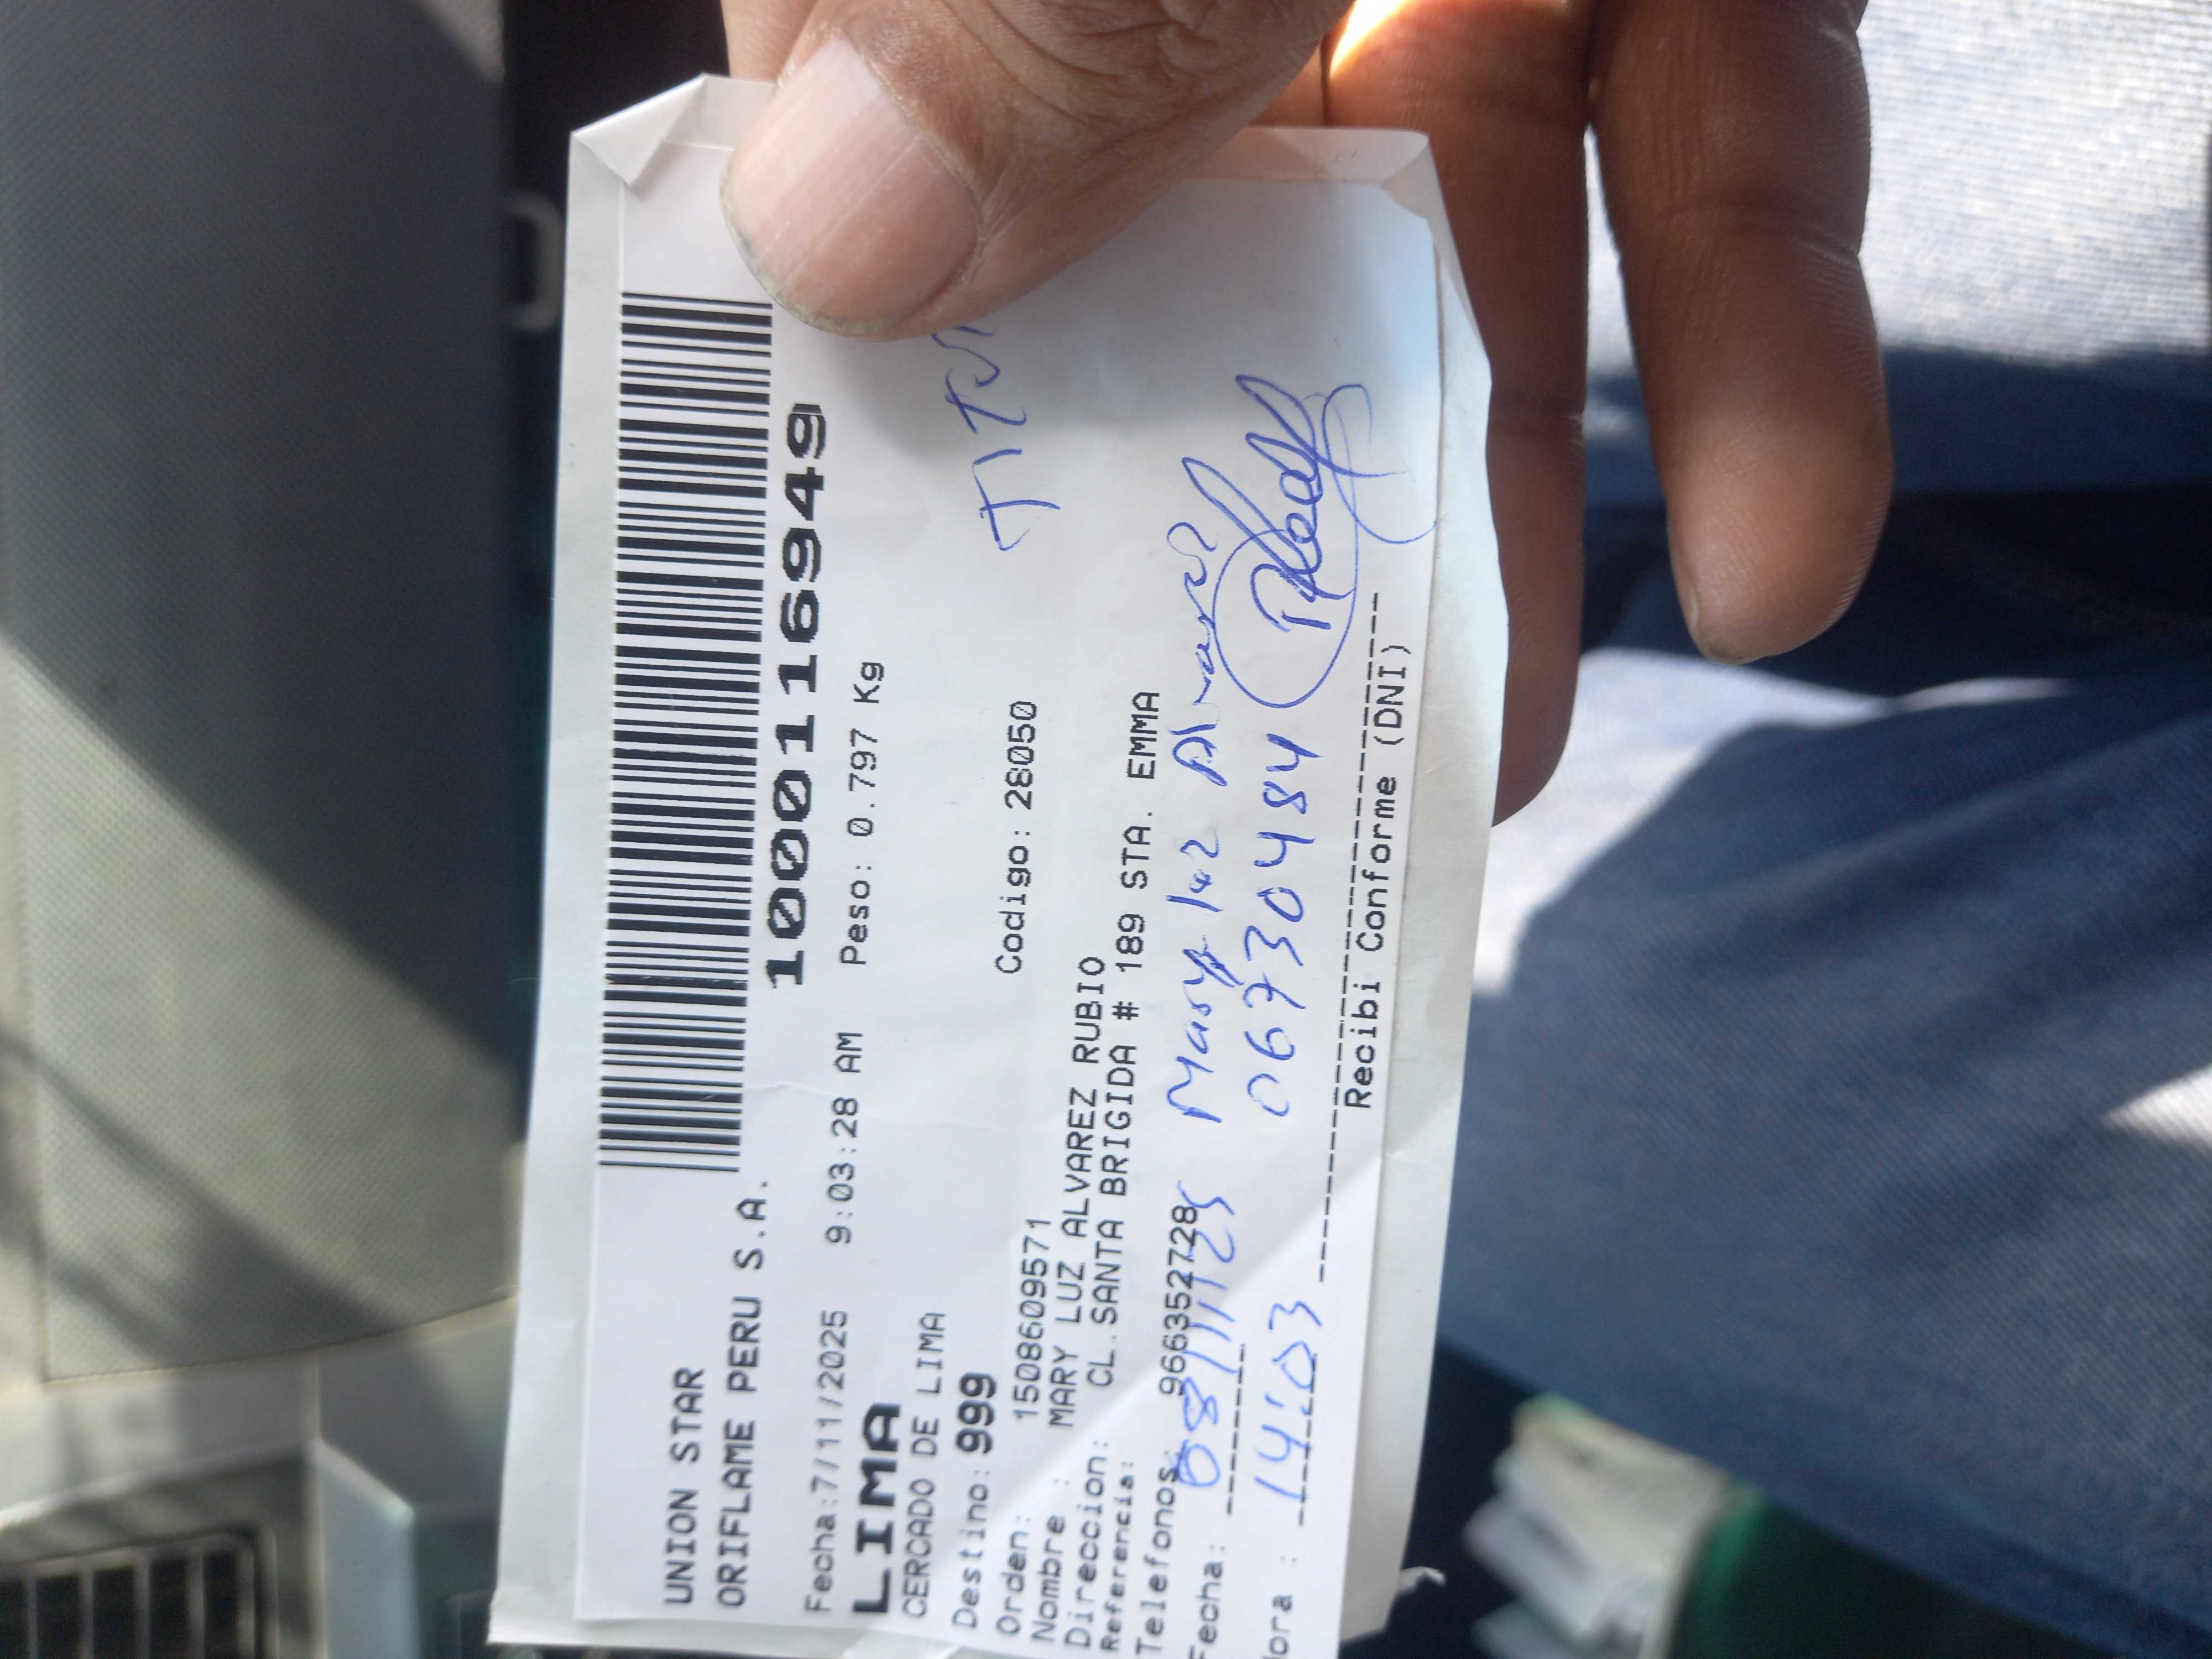 UNION STAR
ORIFLAME PERU S.A.
1000116949
Fecha:7/11/2025 9:03:28 AM Peso: 0.797 Kg
LIMA
CERCADO DE LIMA
Destino: 999
Orden: 1508609571 Codigo: 28050
Nombre : MARY LUZ ALVAREZ RUBIO
Direccion: CL.SANTA BRIGIDA # 189 STA. EMMA
Referencia:
Telefonos: 966352728
Fecha: 08/11/25 Mary luz Alvarez
Hora : 14:03 06730484
Recibi Conforme (DNI)